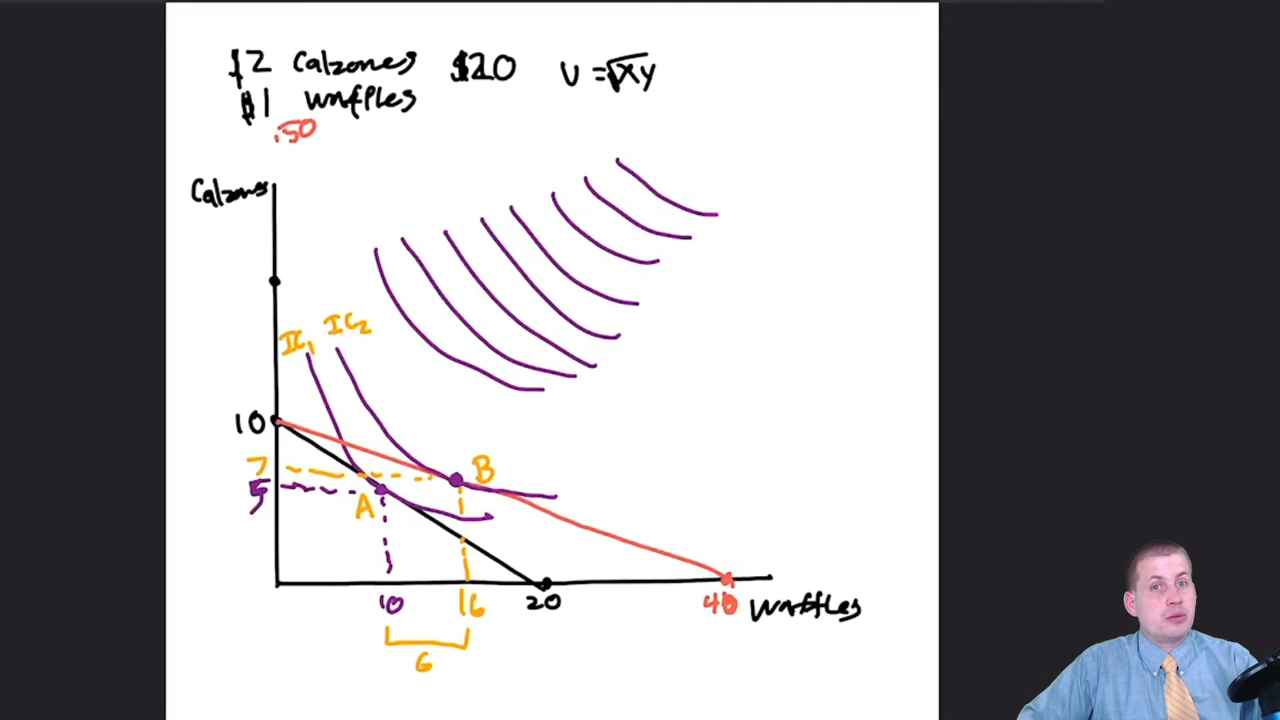 $2 Calzones $20 U = √xy
$1 Waffles
.50
Calzones
IC₁ IC₂
10
7 B
5 A
10 16 20 40 Waffles
6